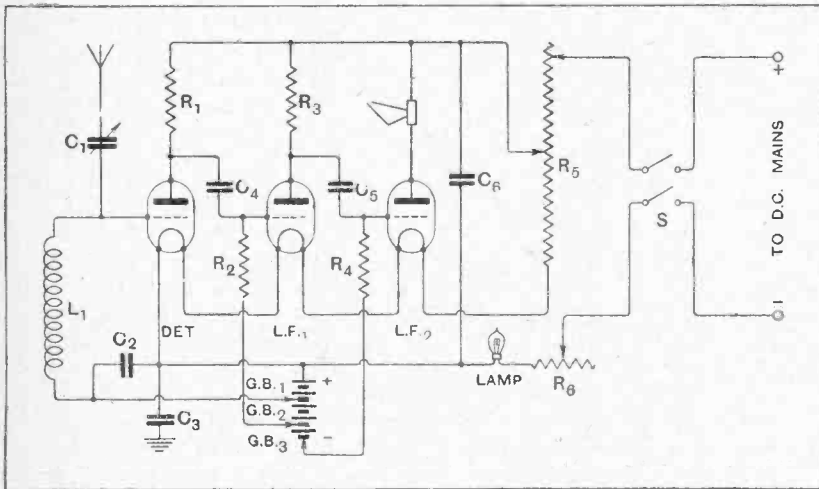 R1
R3
C1
C4
C5
C6
R5
+
TO D.C. MAINS
S
R2
R4
L1
DET
L.F.1
L.F.2
−
C2
LAMP
G.B.1
+
R6
G.B.2
C3
G.B.3
−